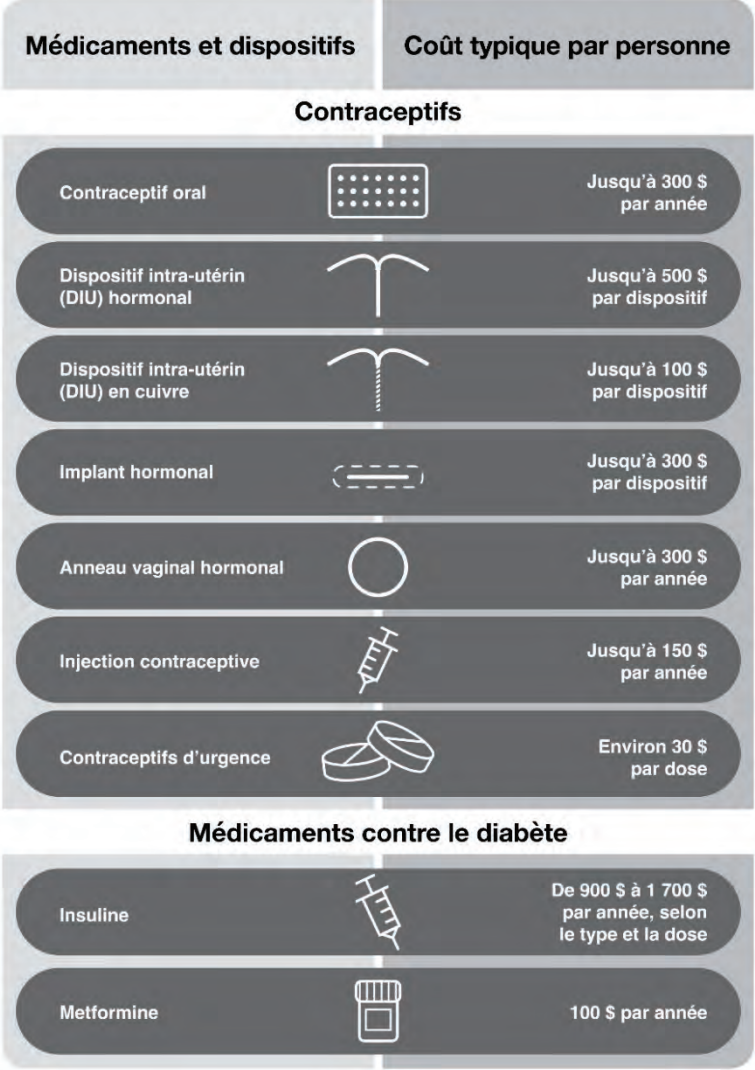 Médicaments et dispositifs
Coût typique par personne
Contraceptifs
Contraceptif oral
Jusqu'à 300 $
par année
Dispositif intra-utérin
(DIU) hormonal
Jusqu'à 500 $
par dispositif
Dispositif intra-utérin
(DIU) en cuivre
Jusqu'à 100 $
par dispositif
Implant hormonal
Jusqu'à 300 $
par dispositif
Anneau vaginal hormonal
Jusqu'à 300 $
par année
Injection contraceptive
Jusqu'à 150 $
par année
Contraceptifs d'urgence
Environ 30 $
par dose
Médicaments contre le diabète
Insuline
De 900 $ à 1 700 $
par année, selon
le type et la dose
Metformine
100 $ par année